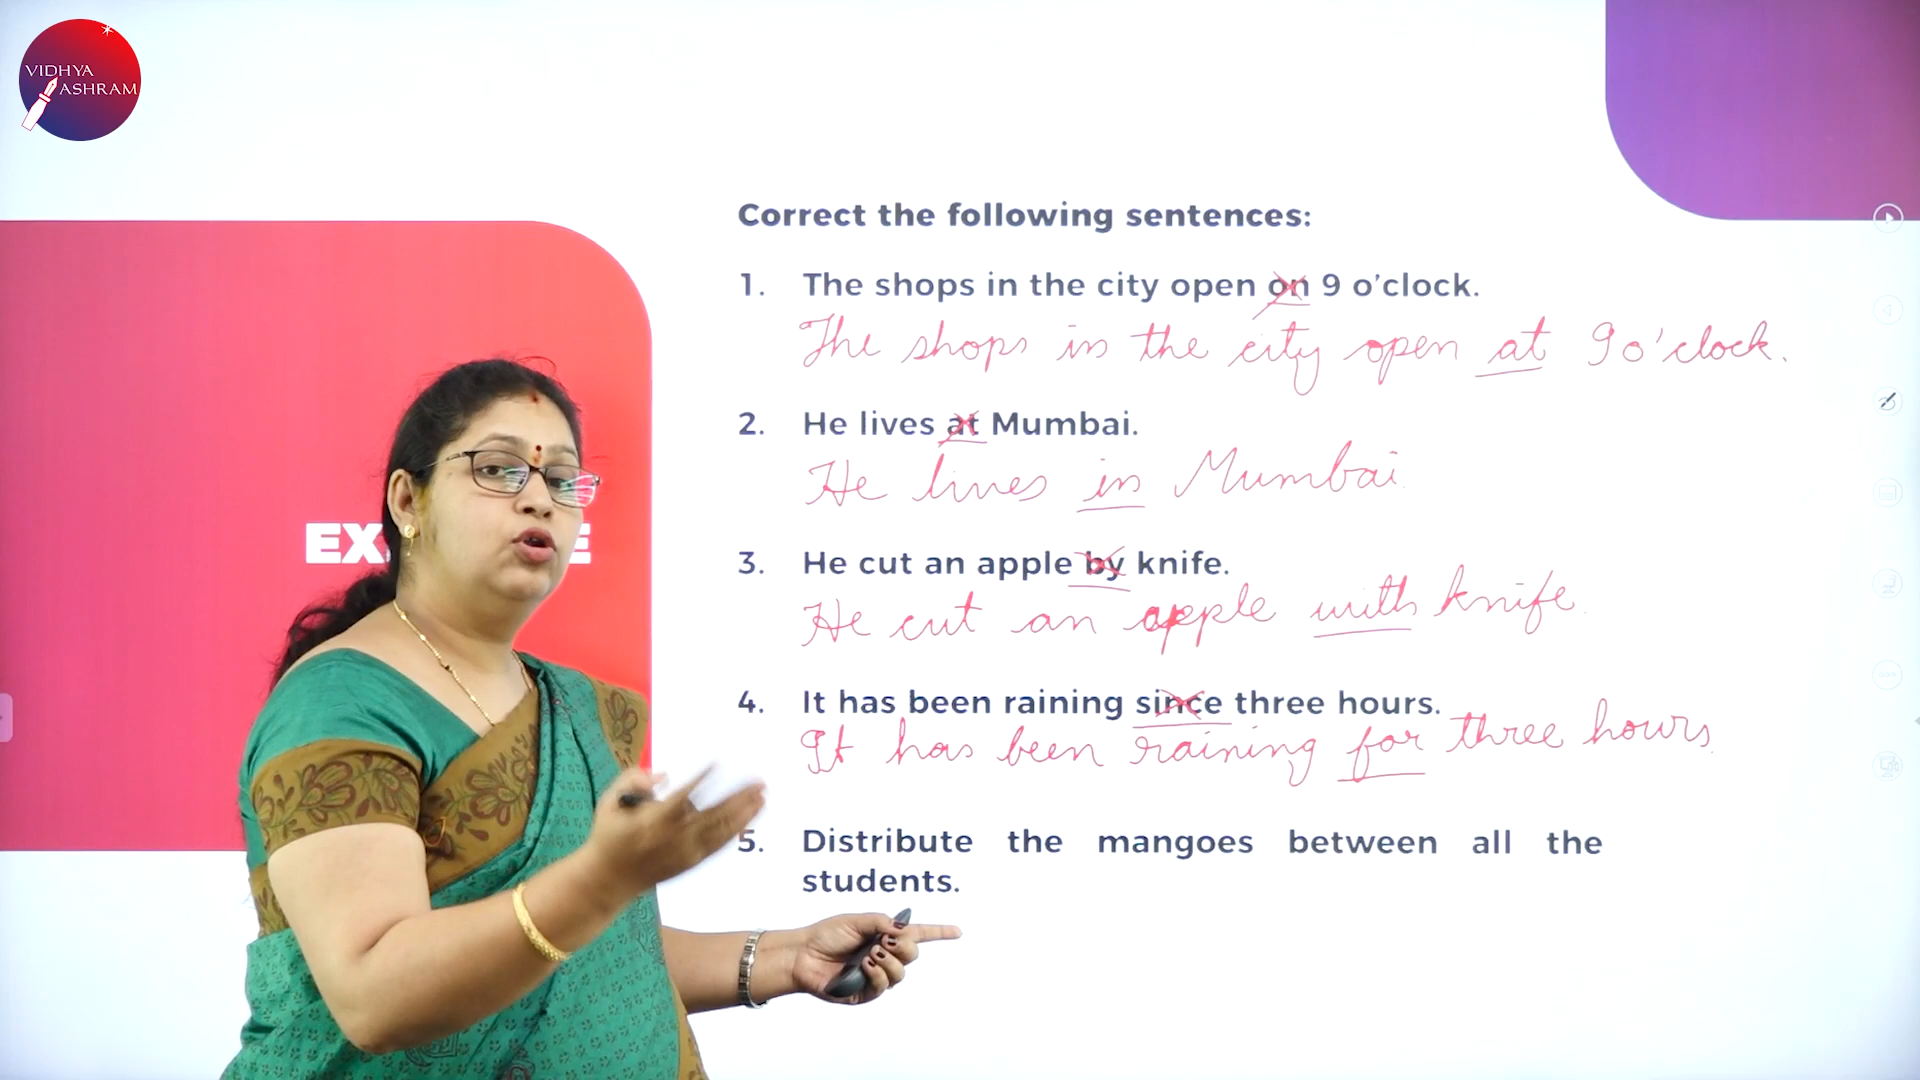 VIDHYA
ASHRAM
Correct the following sentences:
1. The shops in the city open on 9 o'clock.
The shops in the city open at 9 o'clock.
2. He lives at Mumbai.
He lives in Mumbai
3. He cut an apple by knife.
He cut an apple with knife.
EX E
4. It has been raining since three hours.
It has been raining for three hours.
5. Distribute the mangoes between all the
students.